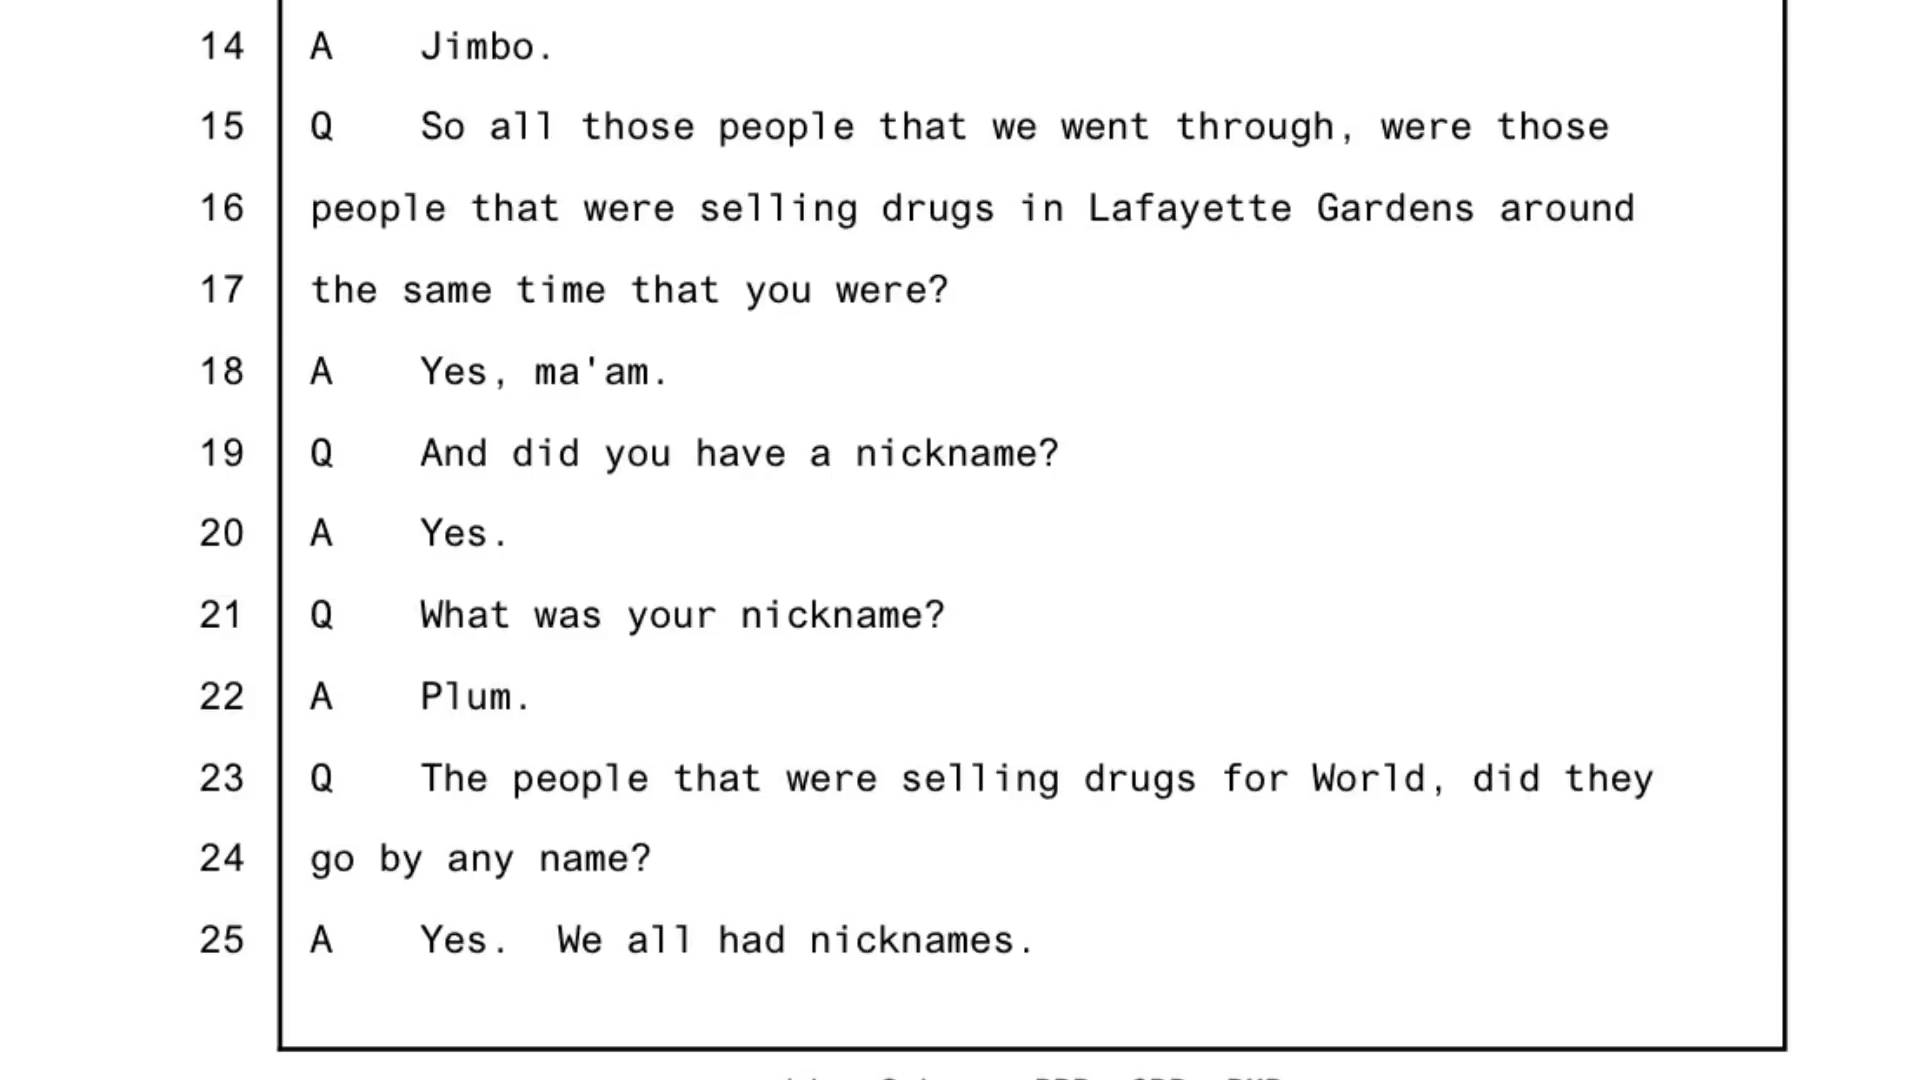 14 A Jimbo.
15 Q So all those people that we went through, were those
16 people that were selling drugs in Lafayette Gardens around
17 the same time that you were?
18 A Yes, ma'am.
19 Q And did you have a nickname?
20 A Yes.
21 Q What was your nickname?
22 A Plum.
23 Q The people that were selling drugs for World, did they
24 go by any name?
25 A Yes. We all had nicknames.